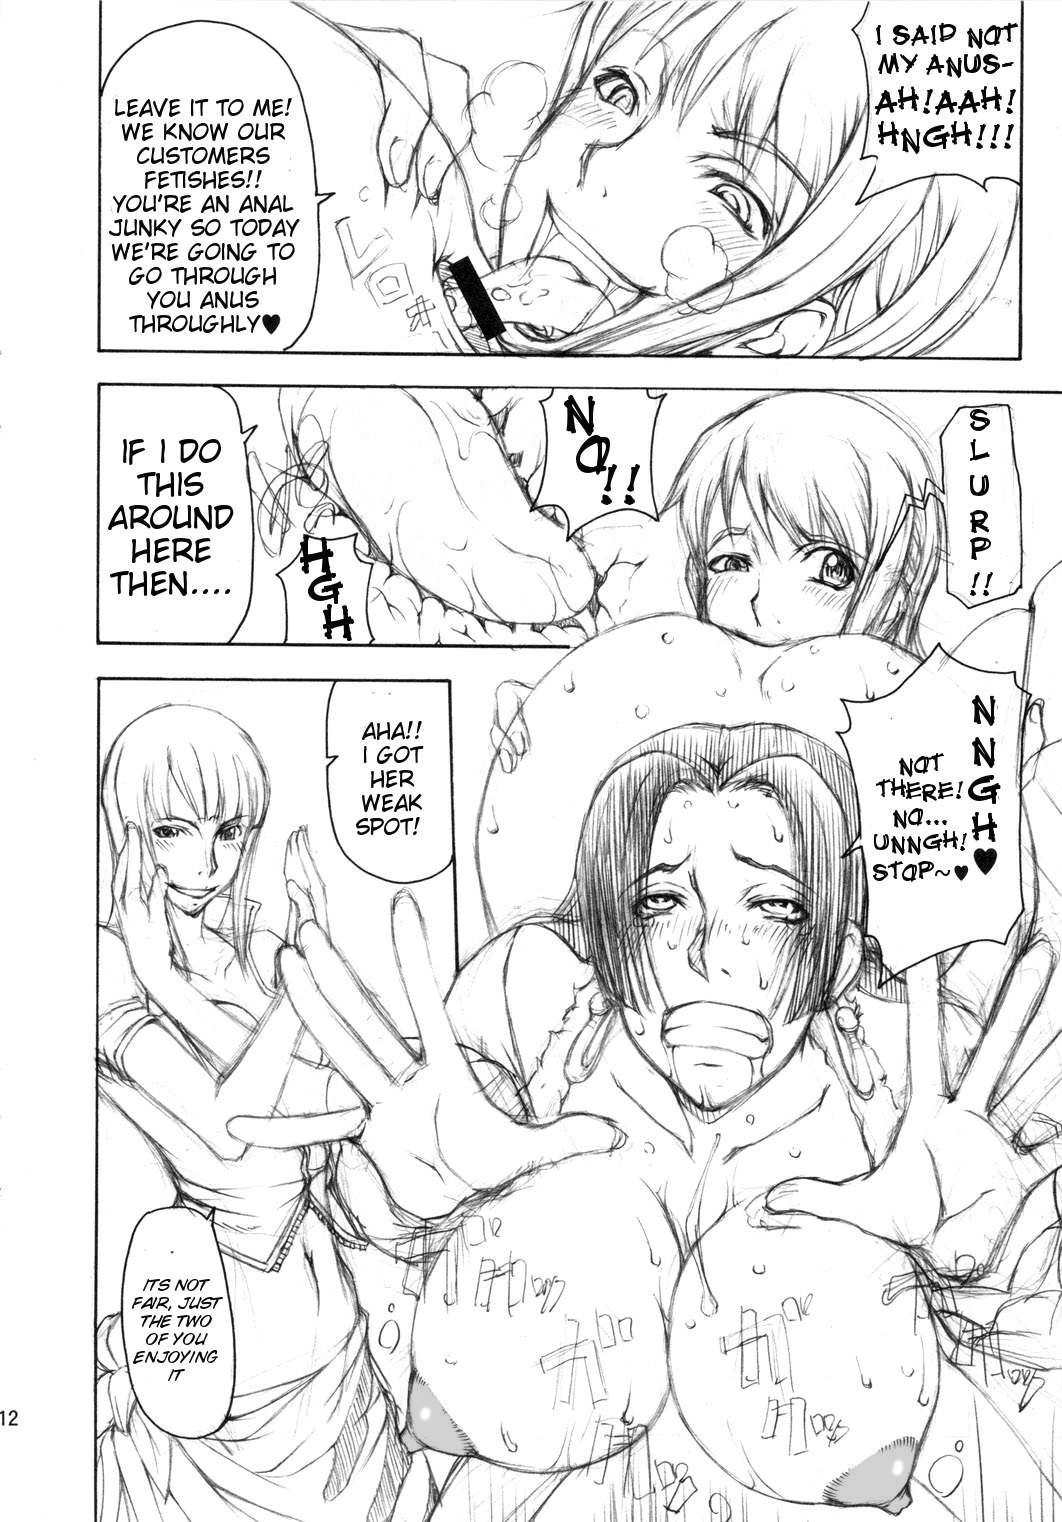 I SAID NOT
MY ANUS-
AH! AAH!
HNGH!!!
LEAVE IT TO ME!
WE KNOW OUR
CUSTOMERS
FETISHES!!
YOU'RE AN ANAL
JUNKY SO TODAY
WE'RE GOING TO
GO THROUGH
YOU ANUS
THROUGHLY♥
レロォ
SLURP!!
NO!!
HGH
IF I DO
THIS
AROUND
HERE
THEN....
NNGH♥
NOT
THERE!
NO...
UNNGH!
STOP~♥
AHA!!
I GOT
HER
WEAK
SPOT!
ITS NOT
FAIR, JUST
THE TWO
OF YOU
ENJOYING
IT
12